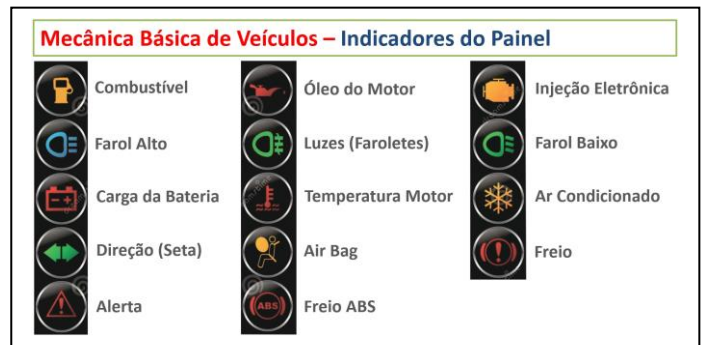 Mecânica Básica de Veículos – Indicadores do Painel
Combustível
Óleo do Motor
Injeção Eletrônica
Farol Alto
Luzes (Faroletes)
Farol Baixo
Carga da Bateria
Temperatura Motor
Ar Condicionado
Direção (Seta)
Air Bag
Freio
Alerta
ABS
Freio ABS